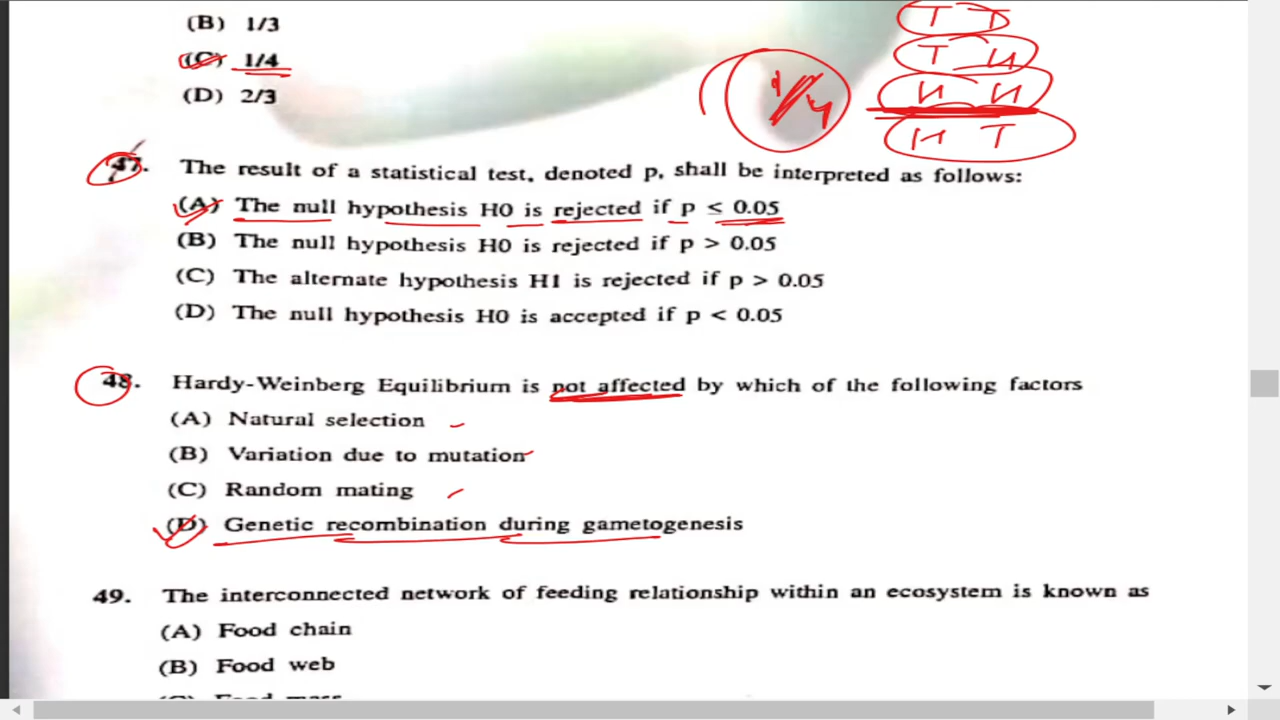 (B) 1/3
(C) 1/4
(D) 2/3
T T
T H
H H
H T
1/4
47. The result of a statistical test, denoted p, shall be interpreted as follows:
(A) The null hypothesis H0 is rejected if p ≤ 0.05
(B) The null hypothesis H0 is rejected if p > 0.05
(C) The alternate hypothesis H1 is rejected if p > 0.05
(D) The null hypothesis H0 is accepted if p < 0.05
48. Hardy-Weinberg Equilibrium is not affected by which of the following factors
(A) Natural selection
(B) Variation due to mutation
(C) Random mating
(D) Genetic recombination during gametogenesis
49. The interconnected network of feeding relationship within an ecosystem is known as
(A) Food chain
(B) Food web